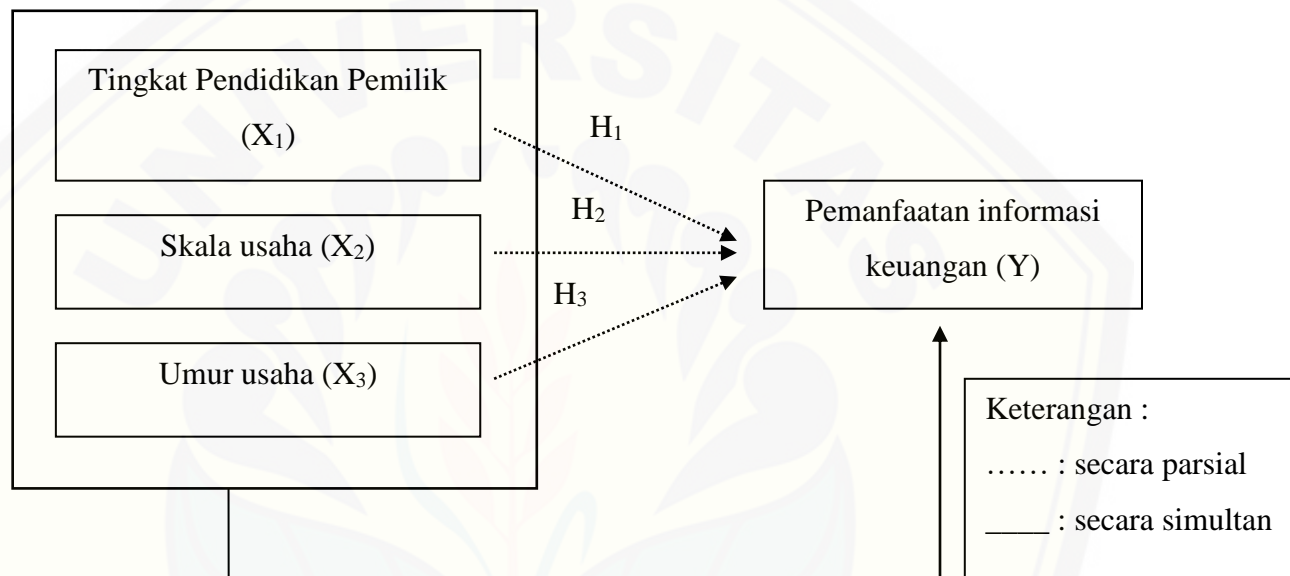 UNIVERSITAS
Tingkat Pendidikan Pemilik
(X₁)
Skala usaha (X₂)
Umur usaha (X₃)
H₁
H₂
H₃
Pemanfaatan informasi
keuangan (Y)
Keterangan :
…… : secara parsial
____ : secara simultan